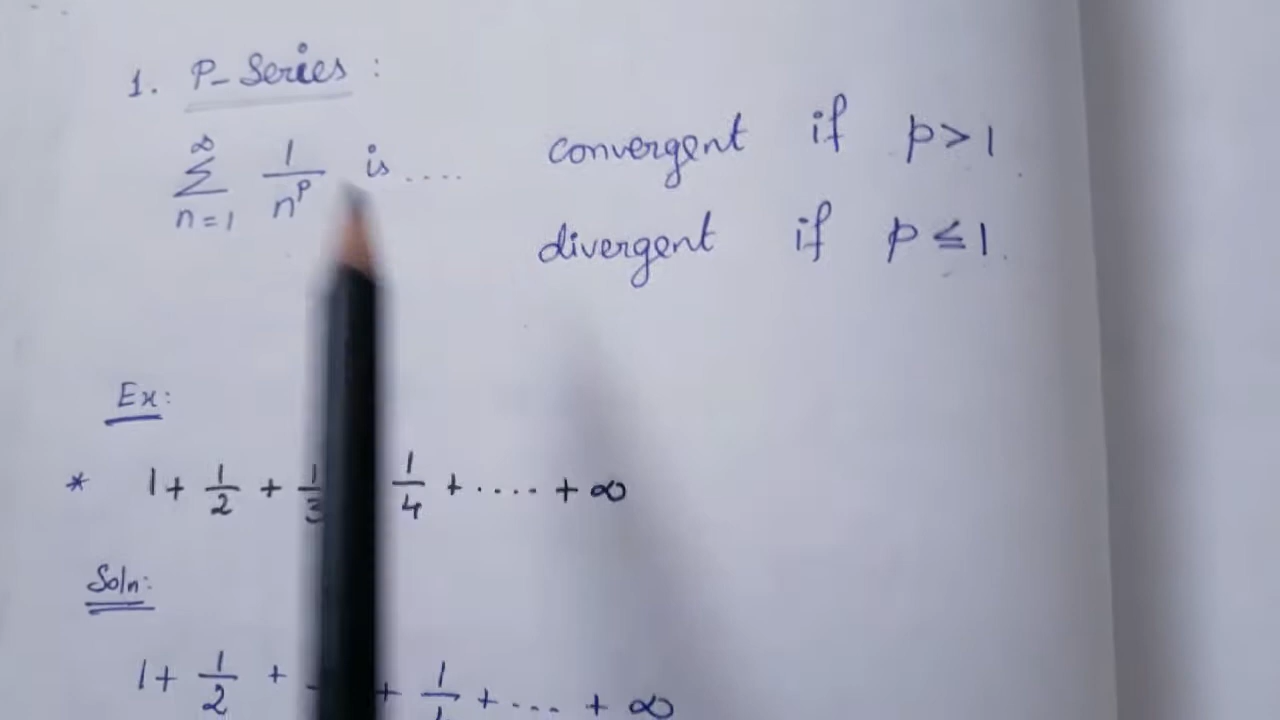 1. P-Series :
∞
∑ 1/n^p is .... convergent if p > 1.
n=1
divergent if p ≤ 1.
Ex:
* 1 + 1/2 + 1/3 1/4 + .... + ∞
Soln:
1 + 1/2 + + 1/ + ... + ∞